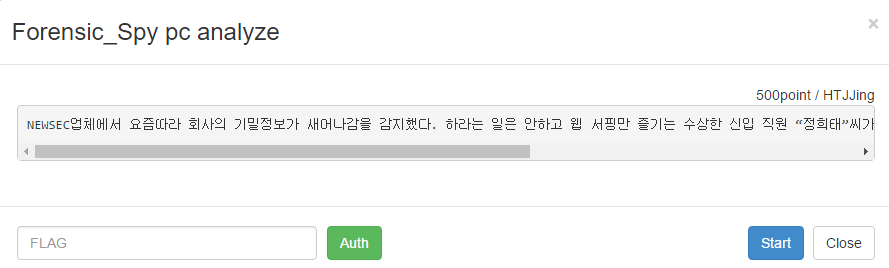 Forensic_Spy pc analyze
×
500point / HTJJing
NEWSEC업체에서 요즘따라 회사의 기밀정보가 새어나감을 감지했다. 하라는 일은 안하고 웹 서핑만 즐기는 수상한 신입 직원 “정희태”씨가
FLAG
Auth
Start
Close